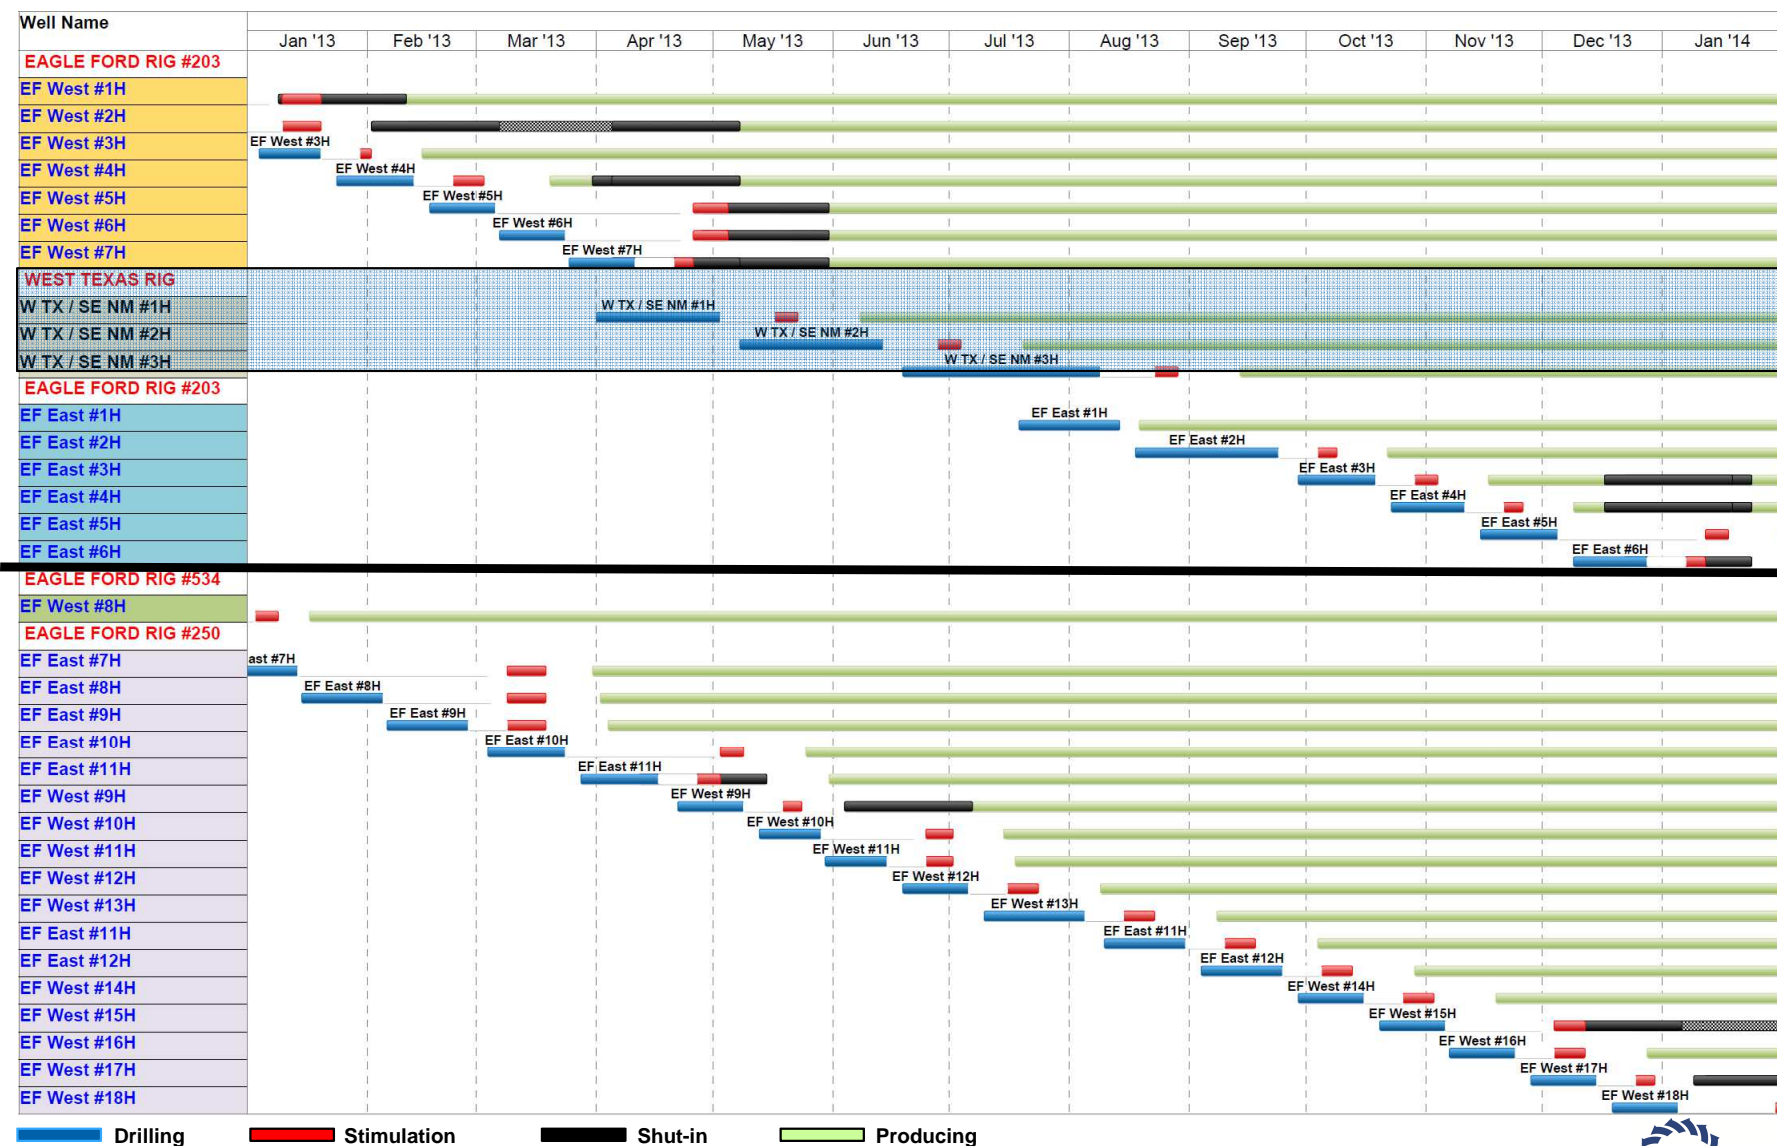 Well Name
Jan '13 Feb '13 Mar '13 Apr '13 May '13 Jun '13 Jul '13 Aug '13 Sep '13 Oct '13 Nov '13 Dec '13 Jan '14
EAGLE FORD RIG #203
EF West #1H
EF West #2H
EF West #3H EF West #3H
EF West #4H EF West #4H
EF West #5H EF West #5H
EF West #6H EF West #6H
EF West #7H EF West #7H
WEST TEXAS RIG
W TX / SE NM #1H W TX / SE NM #1H
W TX / SE NM #2H W TX / SE NM #2H
W TX / SE NM #3H W TX / SE NM #3H
EAGLE FORD RIG #203
EF East #1H EF East #1H
EF East #2H EF East #2H
EF East #3H EF East #3H
EF East #4H EF East #4H
EF East #5H EF East #5H
EF East #6H EF East #6H
EAGLE FORD RIG #534
EF West #8H
EAGLE FORD RIG #250
EF East #7H ast #7H
EF East #8H EF East #8H
EF East #9H EF East #9H
EF East #10H EF East #10H
EF East #11H EF East #11H
EF West #9H EF West #9H
EF West #10H EF West #10H
EF West #11H EF West #11H
EF West #12H EF West #12H
EF West #13H EF West #13H
EF East #11H EF East #11H
EF East #12H EF East #12H
EF West #14H EF West #14H
EF West #15H EF West #15H
EF West #16H EF West #16H
EF West #17H EF West #17H
EF West #18H EF West #18H
Drilling Stimulation Shut-in Producing